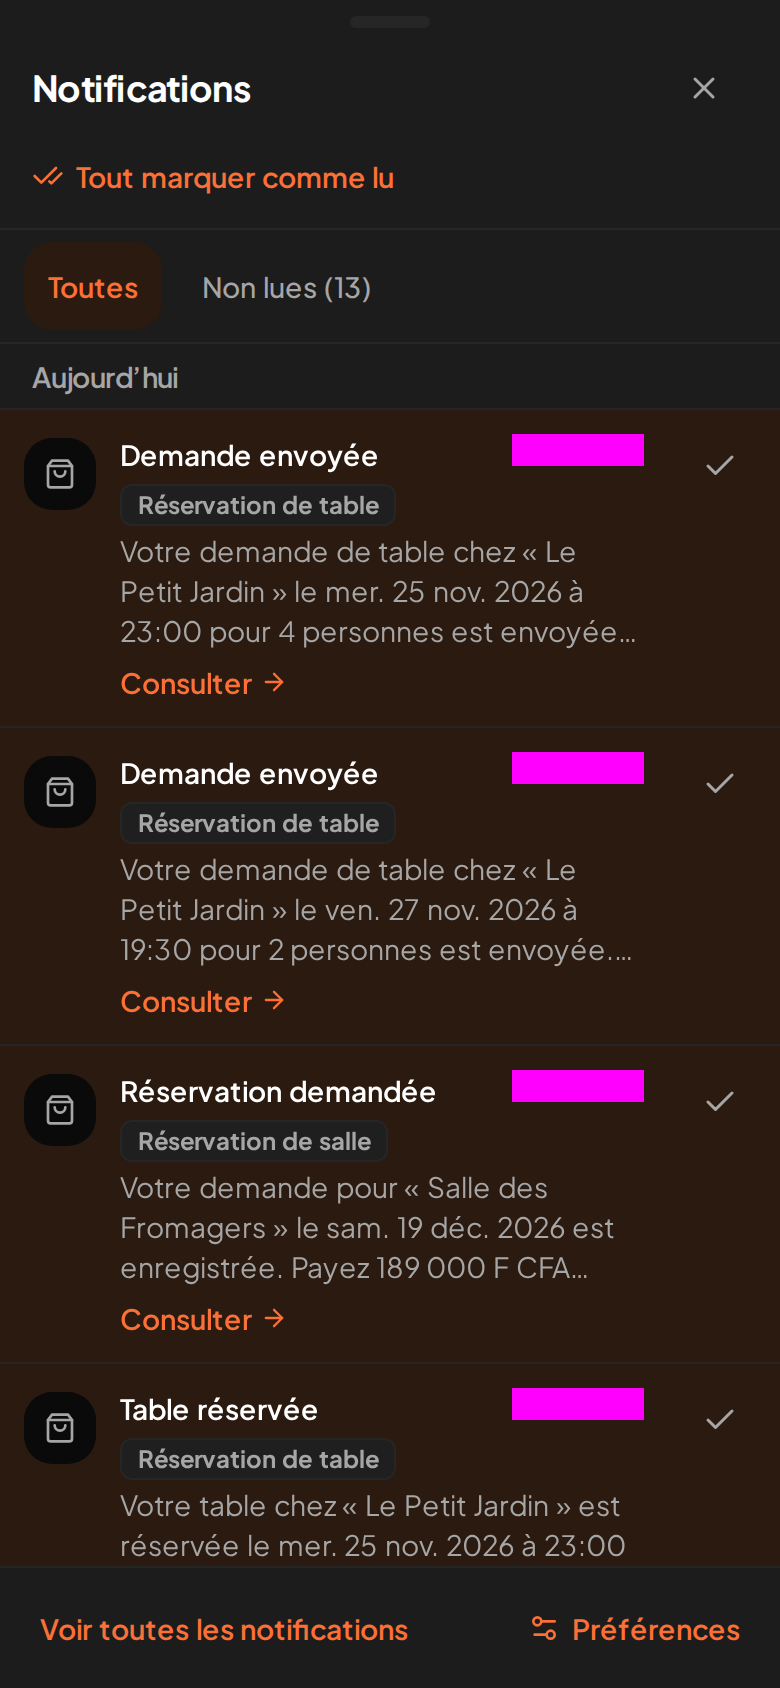 Notifications
Tout marquer comme lu
Toutes
Non lues (13)
Aujourd’hui
Demande envoyée
Réservation de table
Votre demande de table chez « Le
Petit Jardin » le mer. 25 nov. 2026 à
23:00 pour 4 personnes est envoyée…
Consulter →
Demande envoyée
Réservation de table
Votre demande de table chez « Le
Petit Jardin » le ven. 27 nov. 2026 à
19:30 pour 2 personnes est envoyée.…
Consulter →
Réservation demandée
Réservation de salle
Votre demande pour « Salle des
Fromagers » le sam. 19 déc. 2026 est
enregistrée. Payez 189 000 F CFA…
Consulter →
Table réservée
Réservation de table
Votre table chez « Le Petit Jardin » est
réservée le mer. 25 nov. 2026 à 23:00
Voir toutes les notifications
Préférences